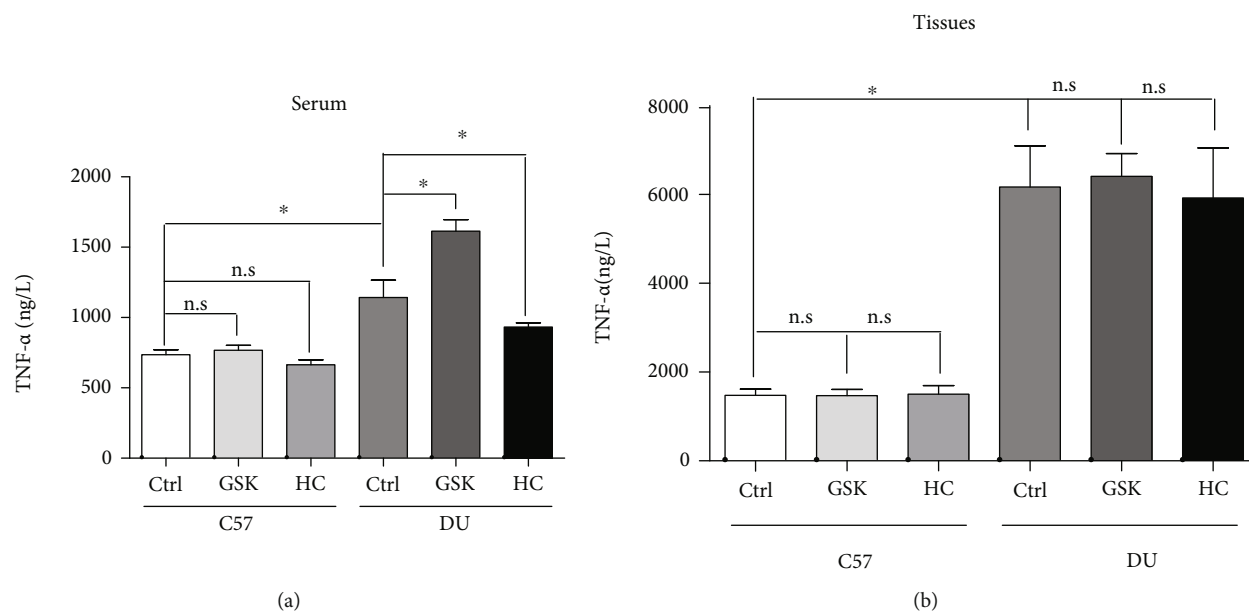 Serum
TNF-α (ng/L)
2000
1500
1000
500
0
*
*
*
n.s
n.s
Ctrl GSK HC Ctrl GSK HC
C57 DU
(a)
Tissues
TNF-α(ng/L)
8000
6000
4000
2000
0
* n.s n.s
n.s n.s
Ctrl GSK HC Ctrl GSK HC
C57 DU
(b)